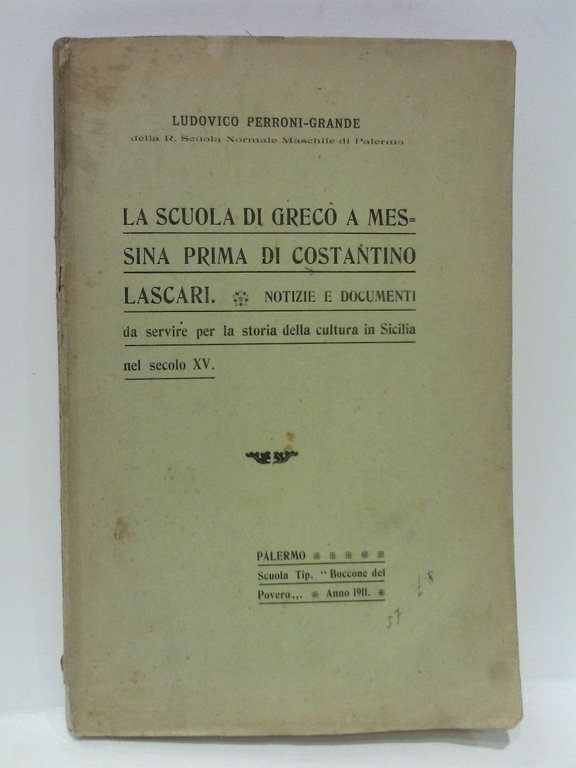 LUDOVICO PERRONI-GRANDE
della R. Scuola Normale Maschile di Palermo
LA SCUOLA DI GRECO A MES=
SINA PRIMA DI COSTANTINO
LASCARI. NOTIZIE E DOCUMENTI
da servire per la storia della cultura in Sicilia
nel secolo XV.
PALERMO * * * * *
Scuola Tip. “Boccone del
Povero„. * Anno 1911. *